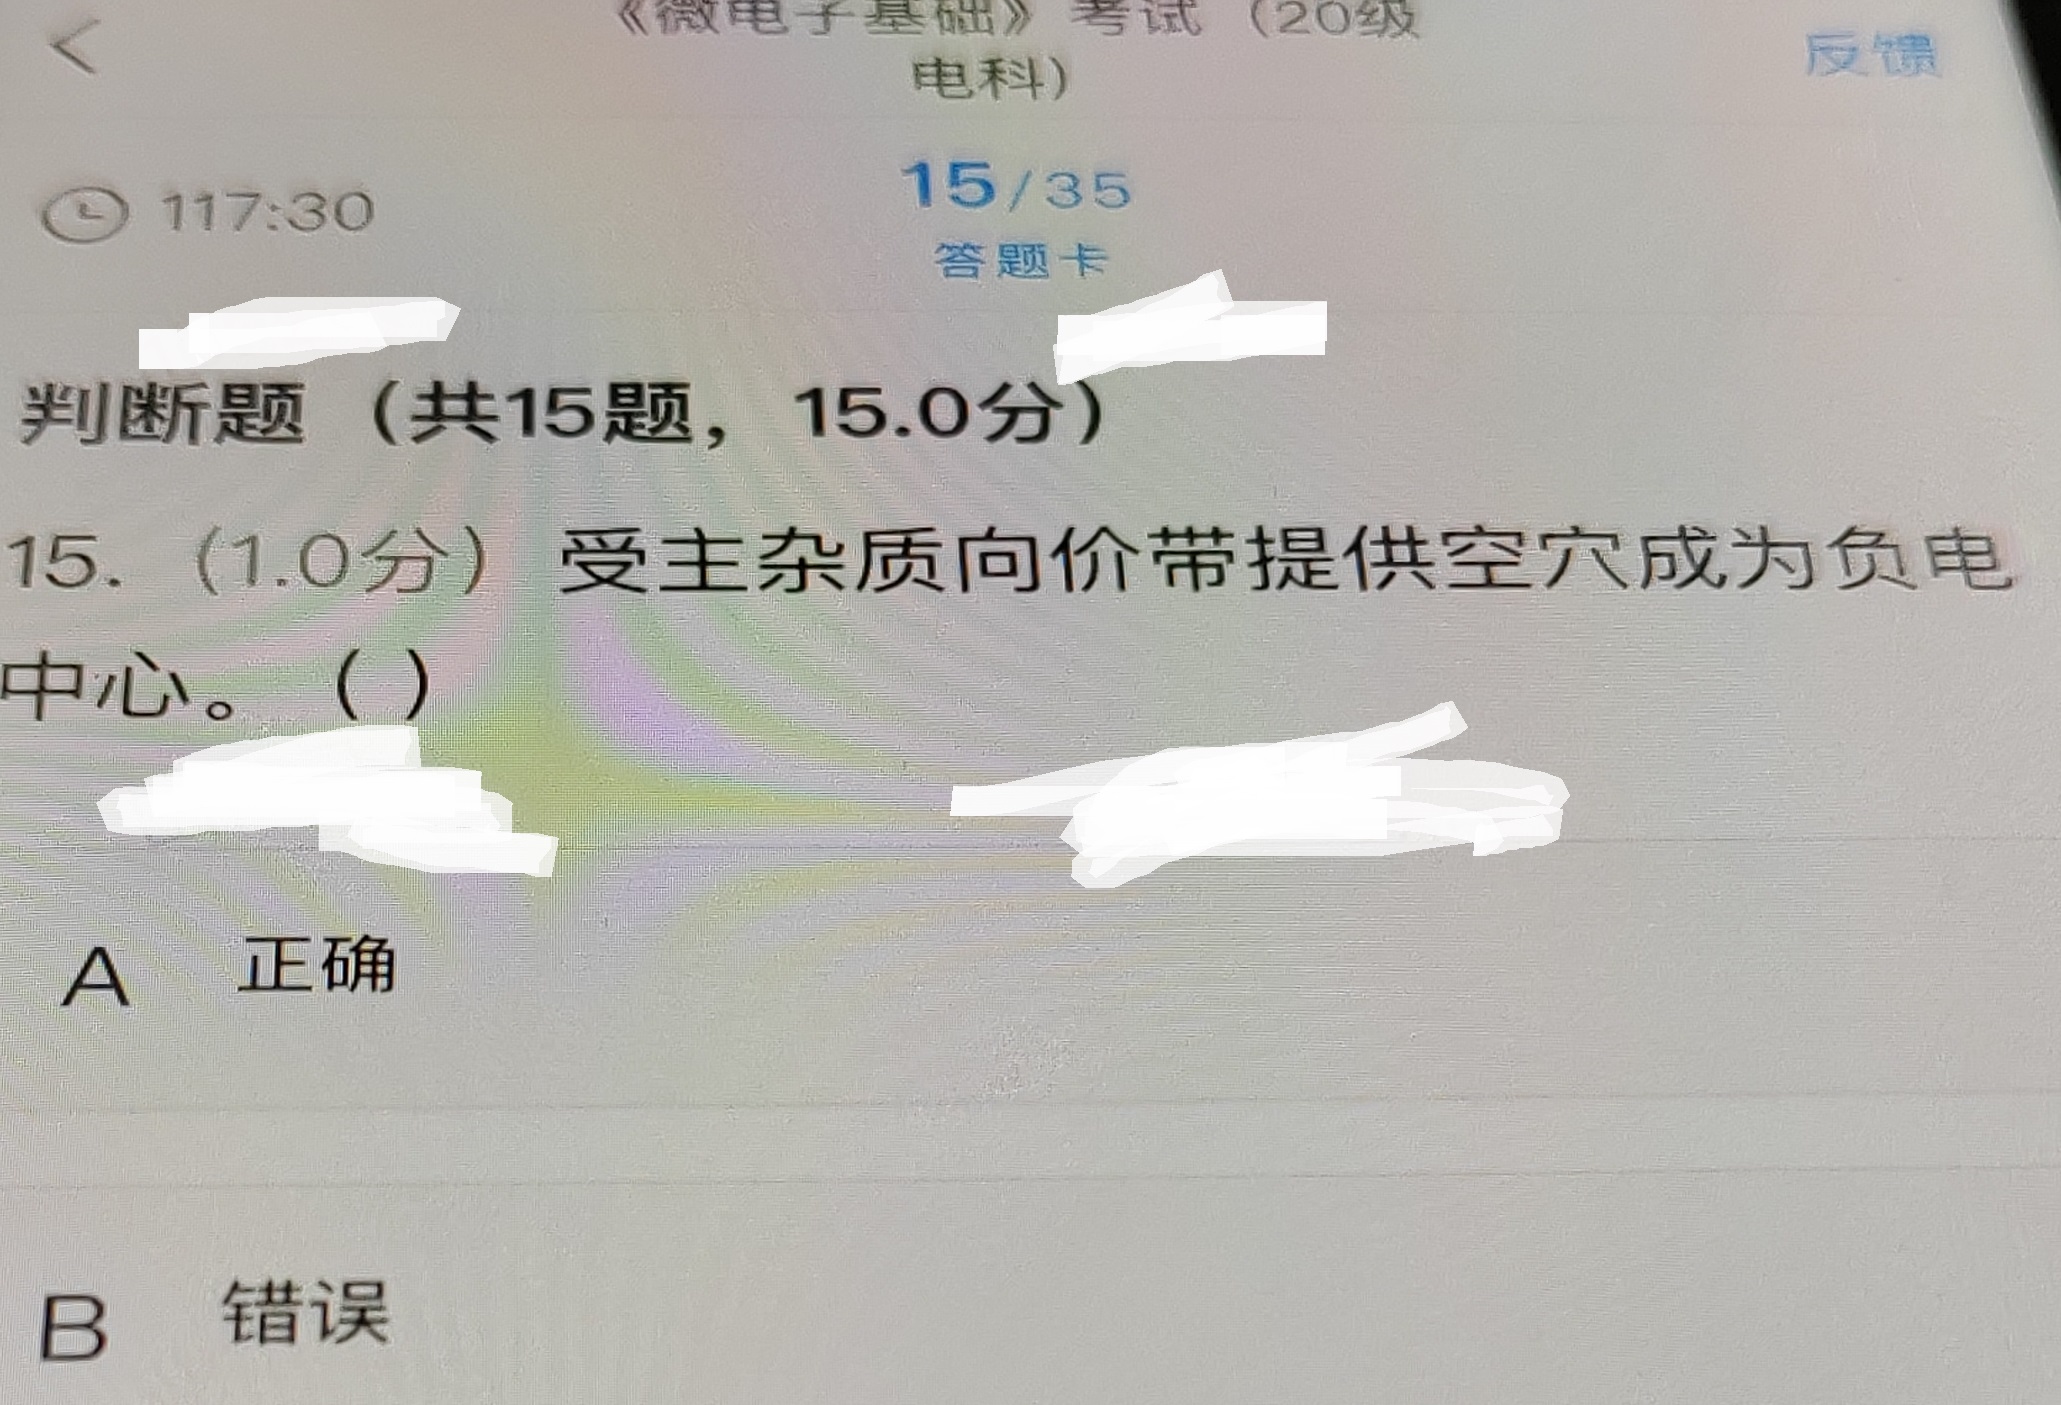 《微电子基础》考试（20级
电科）
反馈
117:30
15/35
答题卡
判断题（共15题，15.0分）
15.（1.0分）受主杂质向价带提供空穴成为负电
中心。（ ）
A 正确
B 错误